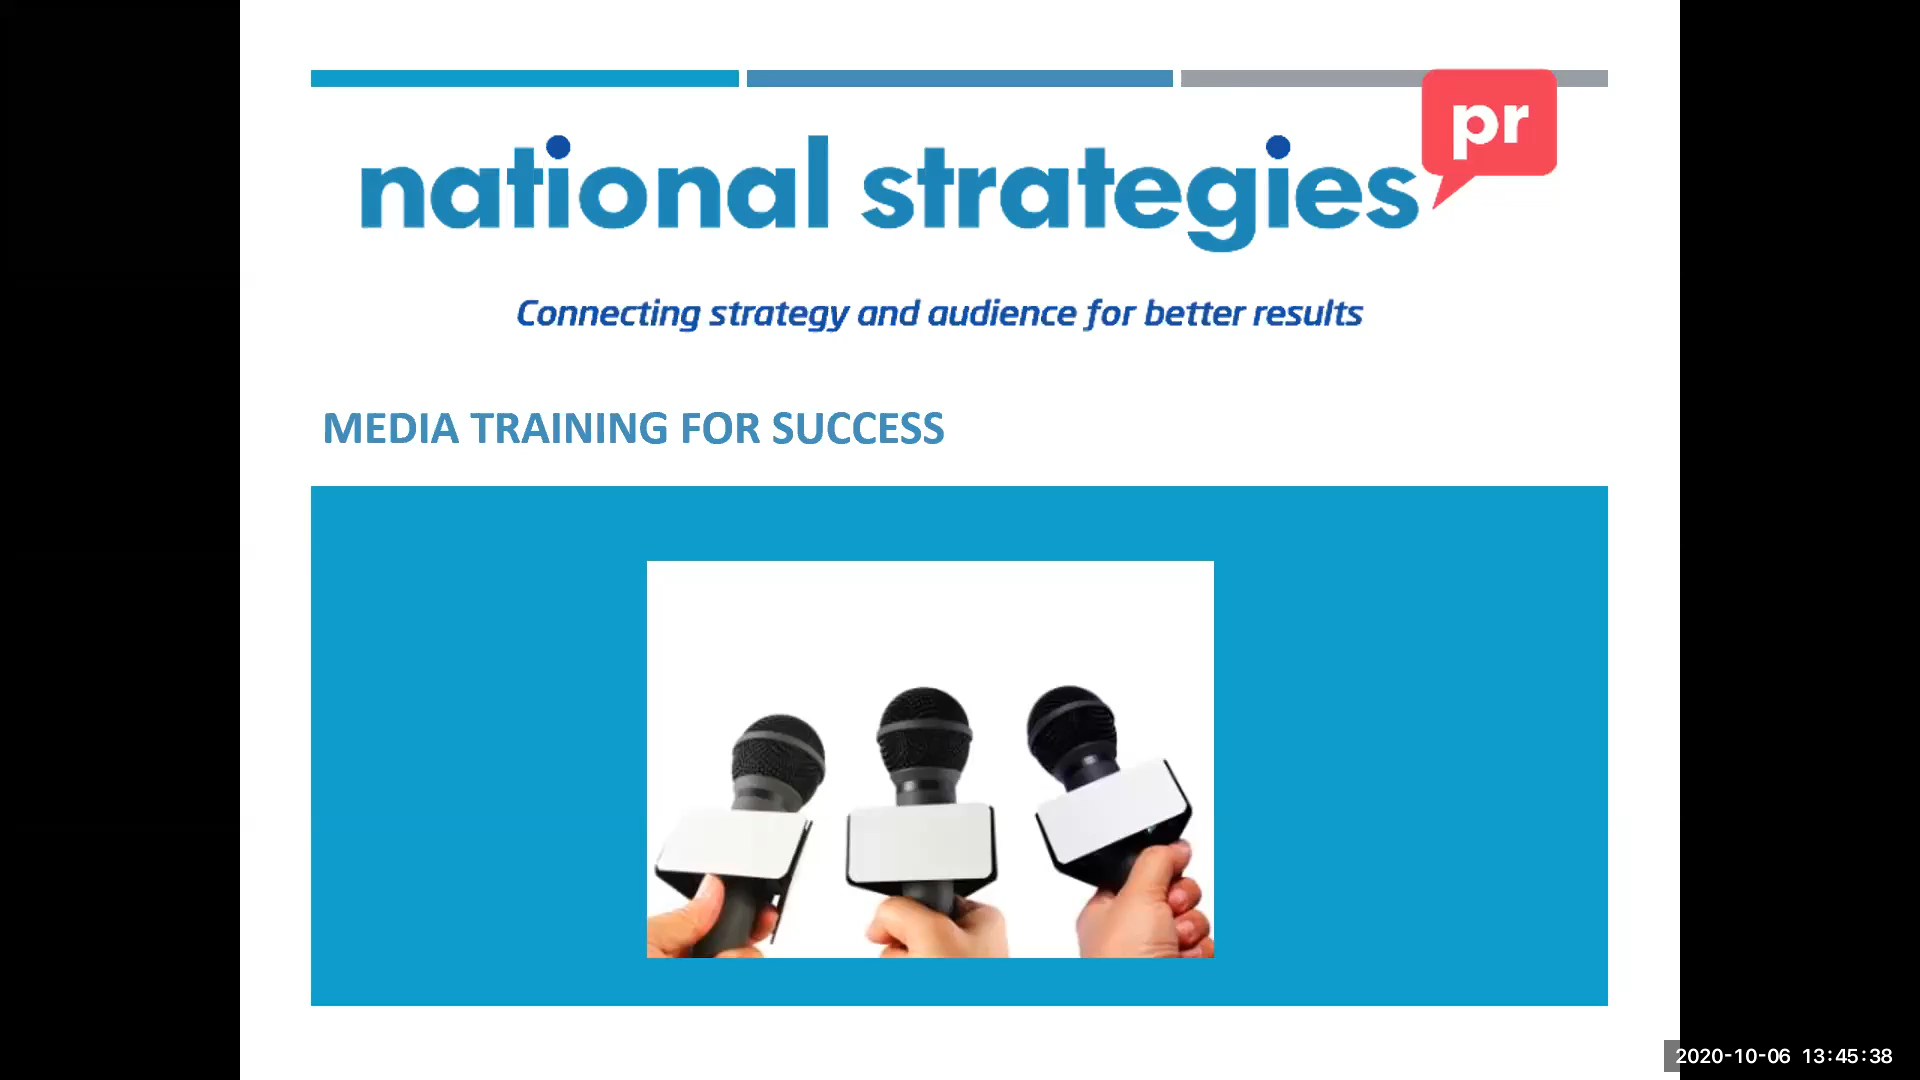 pr
national strategies
Connecting strategy and audience for better results
MEDIA TRAINING FOR SUCCESS
2020-10-06 13:45:38